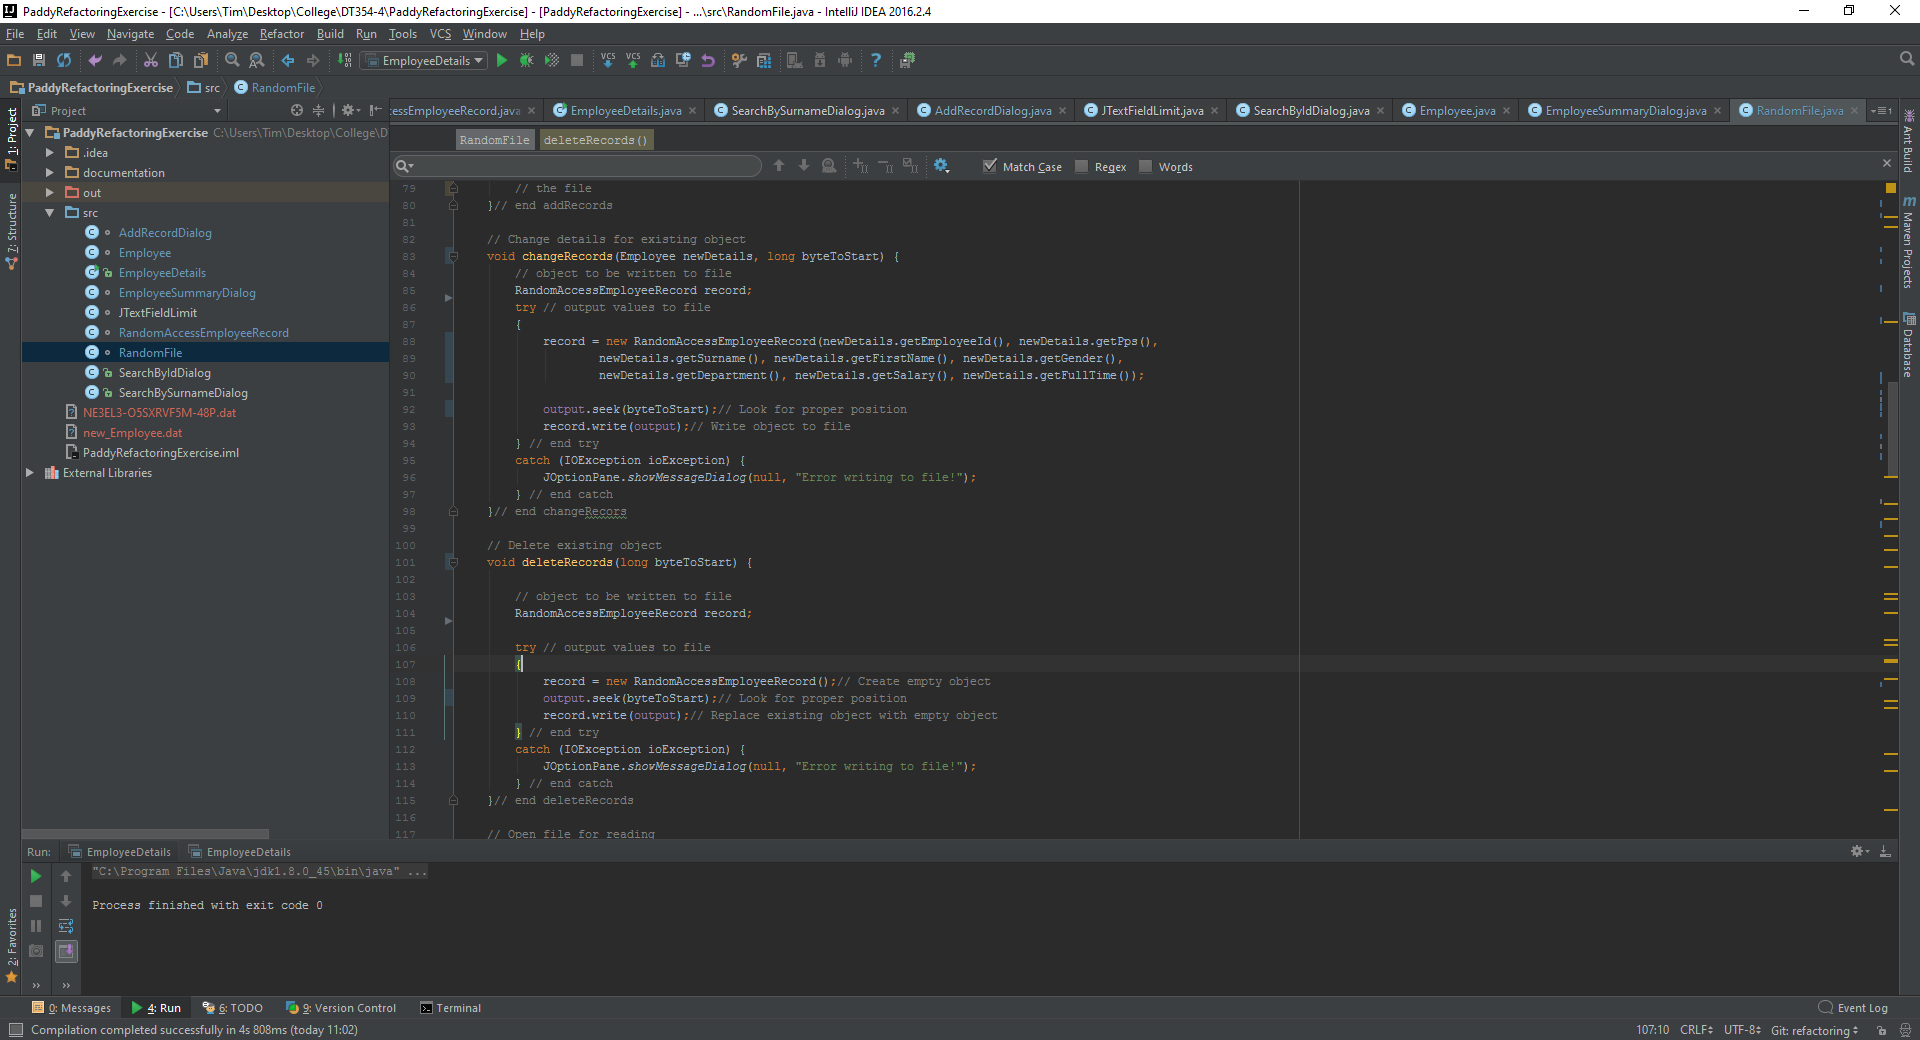 PaddyRefactoringExercise - [C:\Users\Tim\Desktop\College\DT354-4\PaddyRefactoringExercise] - [PaddyRefactoringExercise] - ...\src\RandomFile.java - IntelliJ IDEA 2016.2.4
File Edit View Navigate Code Analyze Refactor Build Run Tools VCS Window Help
EmployeeDetails
PaddyRefactoringExercise src RandomFile
Project
essEmployeeRecord.java EmployeeDetails.java SearchBySurnameDialog.java AddRecordDialog.java JTextFieldLimit.java SearchByIdDialog.java Employee.java EmployeeSummaryDialog.java RandomFile.java
1: Project
7: Structure
2: Favorites
PaddyRefactoringExercise C:\Users\Tim\Desktop\College\D
.idea
documentation
out
src
AddRecordDialog
Employee
EmployeeDetails
EmployeeSummaryDialog
JTextFieldLimit
RandomAccessEmployeeRecord
RandomFile
SearchByIdDialog
SearchBySurnameDialog
NE3EL3-O5SXRVF5M-48P.dat
new_Employee.dat
PaddyRefactoringExercise.iml
External Libraries
RandomFile deleteRecords()
Match Case Regex Words
79 // the file
80 }// end addRecords
81
82 // Change details for existing object
83 void changeRecords(Employee newDetails, long byteToStart) {
84 // object to be written to file
85 RandomAccessEmployeeRecord record;
86 try // output values to file
87 {
88 record = new RandomAccessEmployeeRecord(newDetails.getEmployeeId(), newDetails.getPps(),
89 newDetails.getSurname(), newDetails.getFirstName(), newDetails.getGender(),
90 newDetails.getDepartment(), newDetails.getSalary(), newDetails.getFullTime());
91
92 output.seek(byteToStart);// Look for proper position
93 record.write(output);// Write object to file
94 } // end try
95 catch (IOException ioException) {
96 JOptionPane.showMessageDialog(null, "Error writing to file!");
97 } // end catch
98 }// end changeRecors
99
100 // Delete existing object
101 void deleteRecords(long byteToStart) {
102
103 // object to be written to file
104 RandomAccessEmployeeRecord record;
105
106 try // output values to file
107 {
108 record = new RandomAccessEmployeeRecord();// Create empty object
109 output.seek(byteToStart);// Look for proper position
110 record.write(output);// Replace existing object with empty object
111 } // end try
112 catch (IOException ioException) {
113 JOptionPane.showMessageDialog(null, "Error writing to file!");
114 } // end catch
115 }// end deleteRecords
116
117 // Open file for reading
Ant Build
Maven Projects
Database
Run: EmployeeDetails EmployeeDetails
"C:\Program Files\Java\jdk1.8.0_45\bin\java" ...
Process finished with exit code 0
0: Messages 4: Run 6: TODO 9: Version Control Terminal Event Log
Compilation completed successfully in 4s 808ms (today 11:02) 107:10 CRLF UTF-8 Git: refactoring